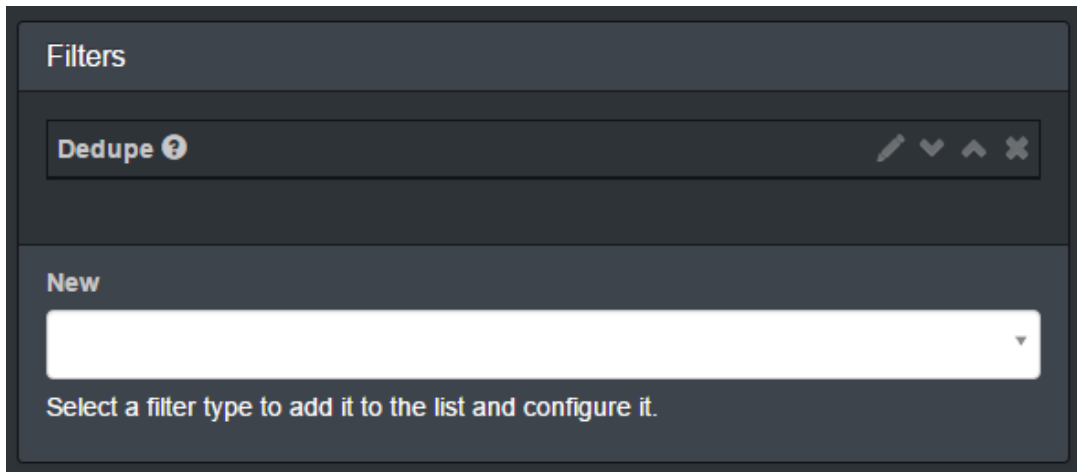 Filters
Dedupe
New
Select a filter type to add it to the list and configure it.